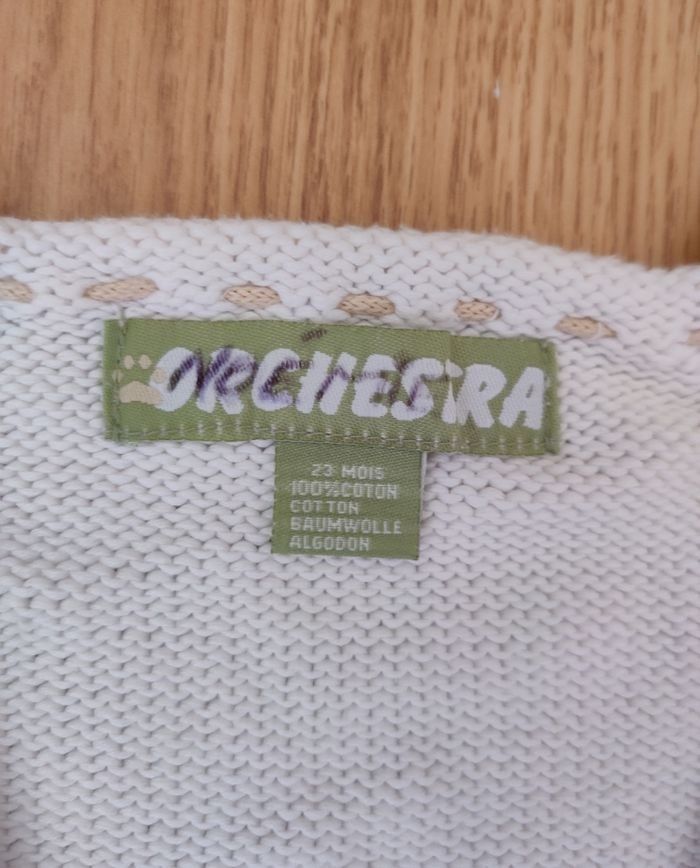 ORCHESTRA
23 MOIS
100%COTON
COTTON
BAUMWOLLE
ALGODON